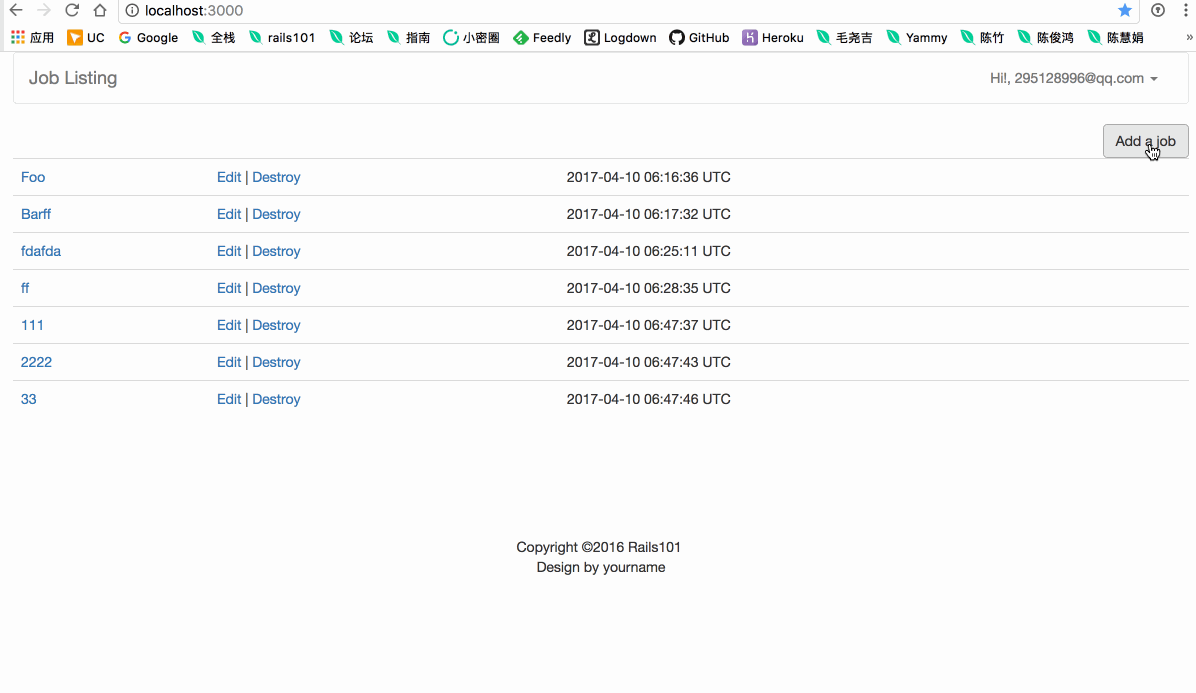 localhost:3000
应用 UC Google 全栈 rails101 论坛 指南 小密圈 Feedly Logdown GitHub Heroku 毛尧吉 Yammy 陈竹 陈俊鸿 陈慧娟 »
Job Listing Hi!, 295128996@qq.com
Add a job
Foo Edit | Destroy 2017-04-10 06:16:36 UTC
Barff Edit | Destroy 2017-04-10 06:17:32 UTC
fdafda Edit | Destroy 2017-04-10 06:25:11 UTC
ff Edit | Destroy 2017-04-10 06:28:35 UTC
111 Edit | Destroy 2017-04-10 06:47:37 UTC
2222 Edit | Destroy 2017-04-10 06:47:43 UTC
33 Edit | Destroy 2017-04-10 06:47:46 UTC
Copyright ©2016 Rails101
Design by yourname